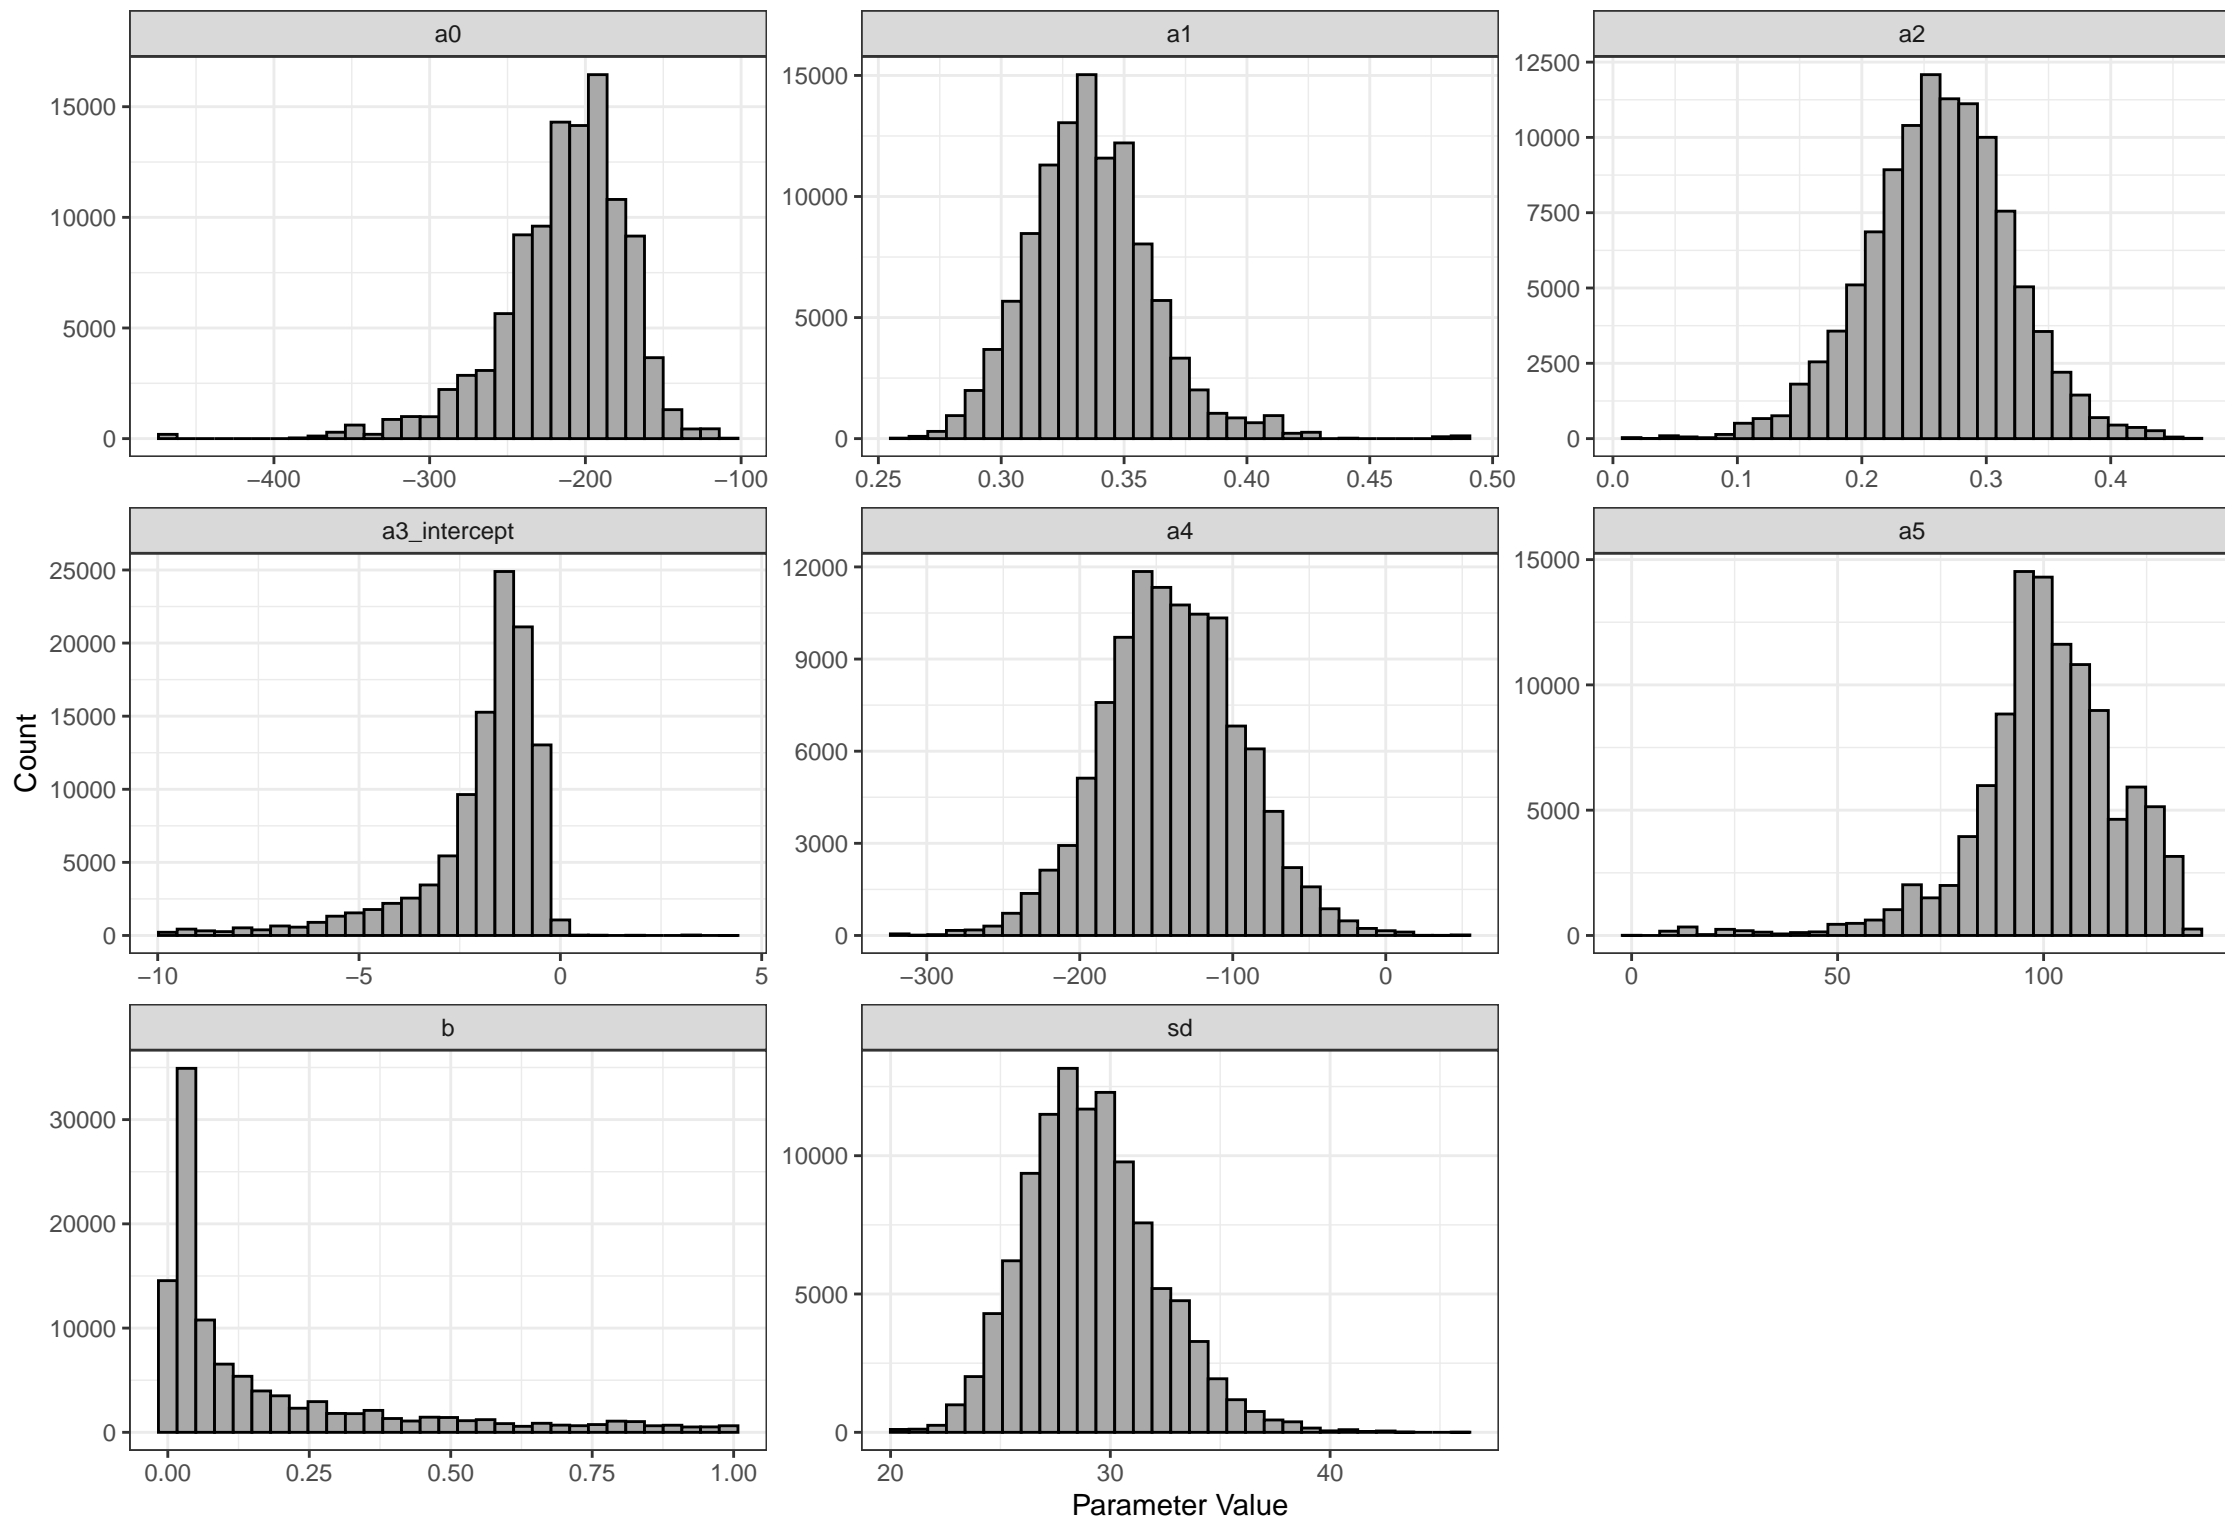 a0 a1 a2
15000
10000
5000
0
−400 −300 −200 −100
15000
10000
5000
0
0.25 0.30 0.35 0.40 0.45 0.50
12500
10000
7500
5000
2500
0
0.0 0.1 0.2 0.3 0.4
a3_intercept a4 a5
25000
20000
15000
10000
5000
0
−10 −5 0 5
12000
9000
6000
3000
0
−300 −200 −100 0
15000
10000
5000
0
0 50 100
b sd
30000
20000
10000
0
0.00 0.25 0.50 0.75 1.00
10000
5000
0
20 30 40
Count
Parameter Value